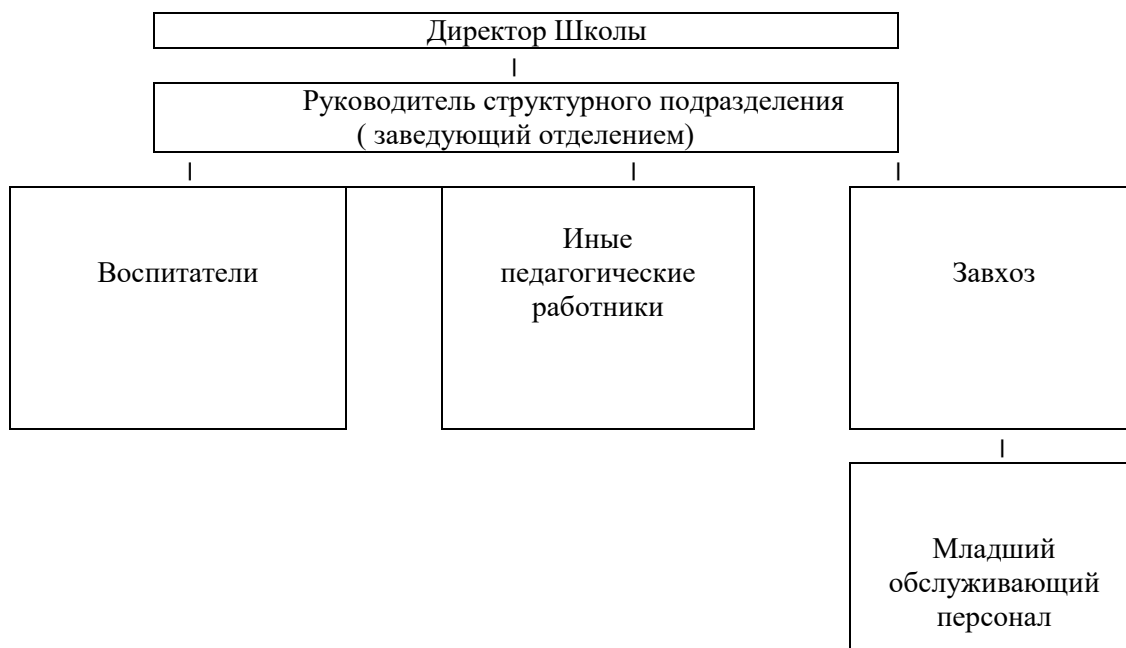 Директор Школы
Руководитель структурного подразделения
( заведующий отделением)
Воспитатели
Иные
педагогические
работники
Завхоз
Младший
обслуживающий
персонал